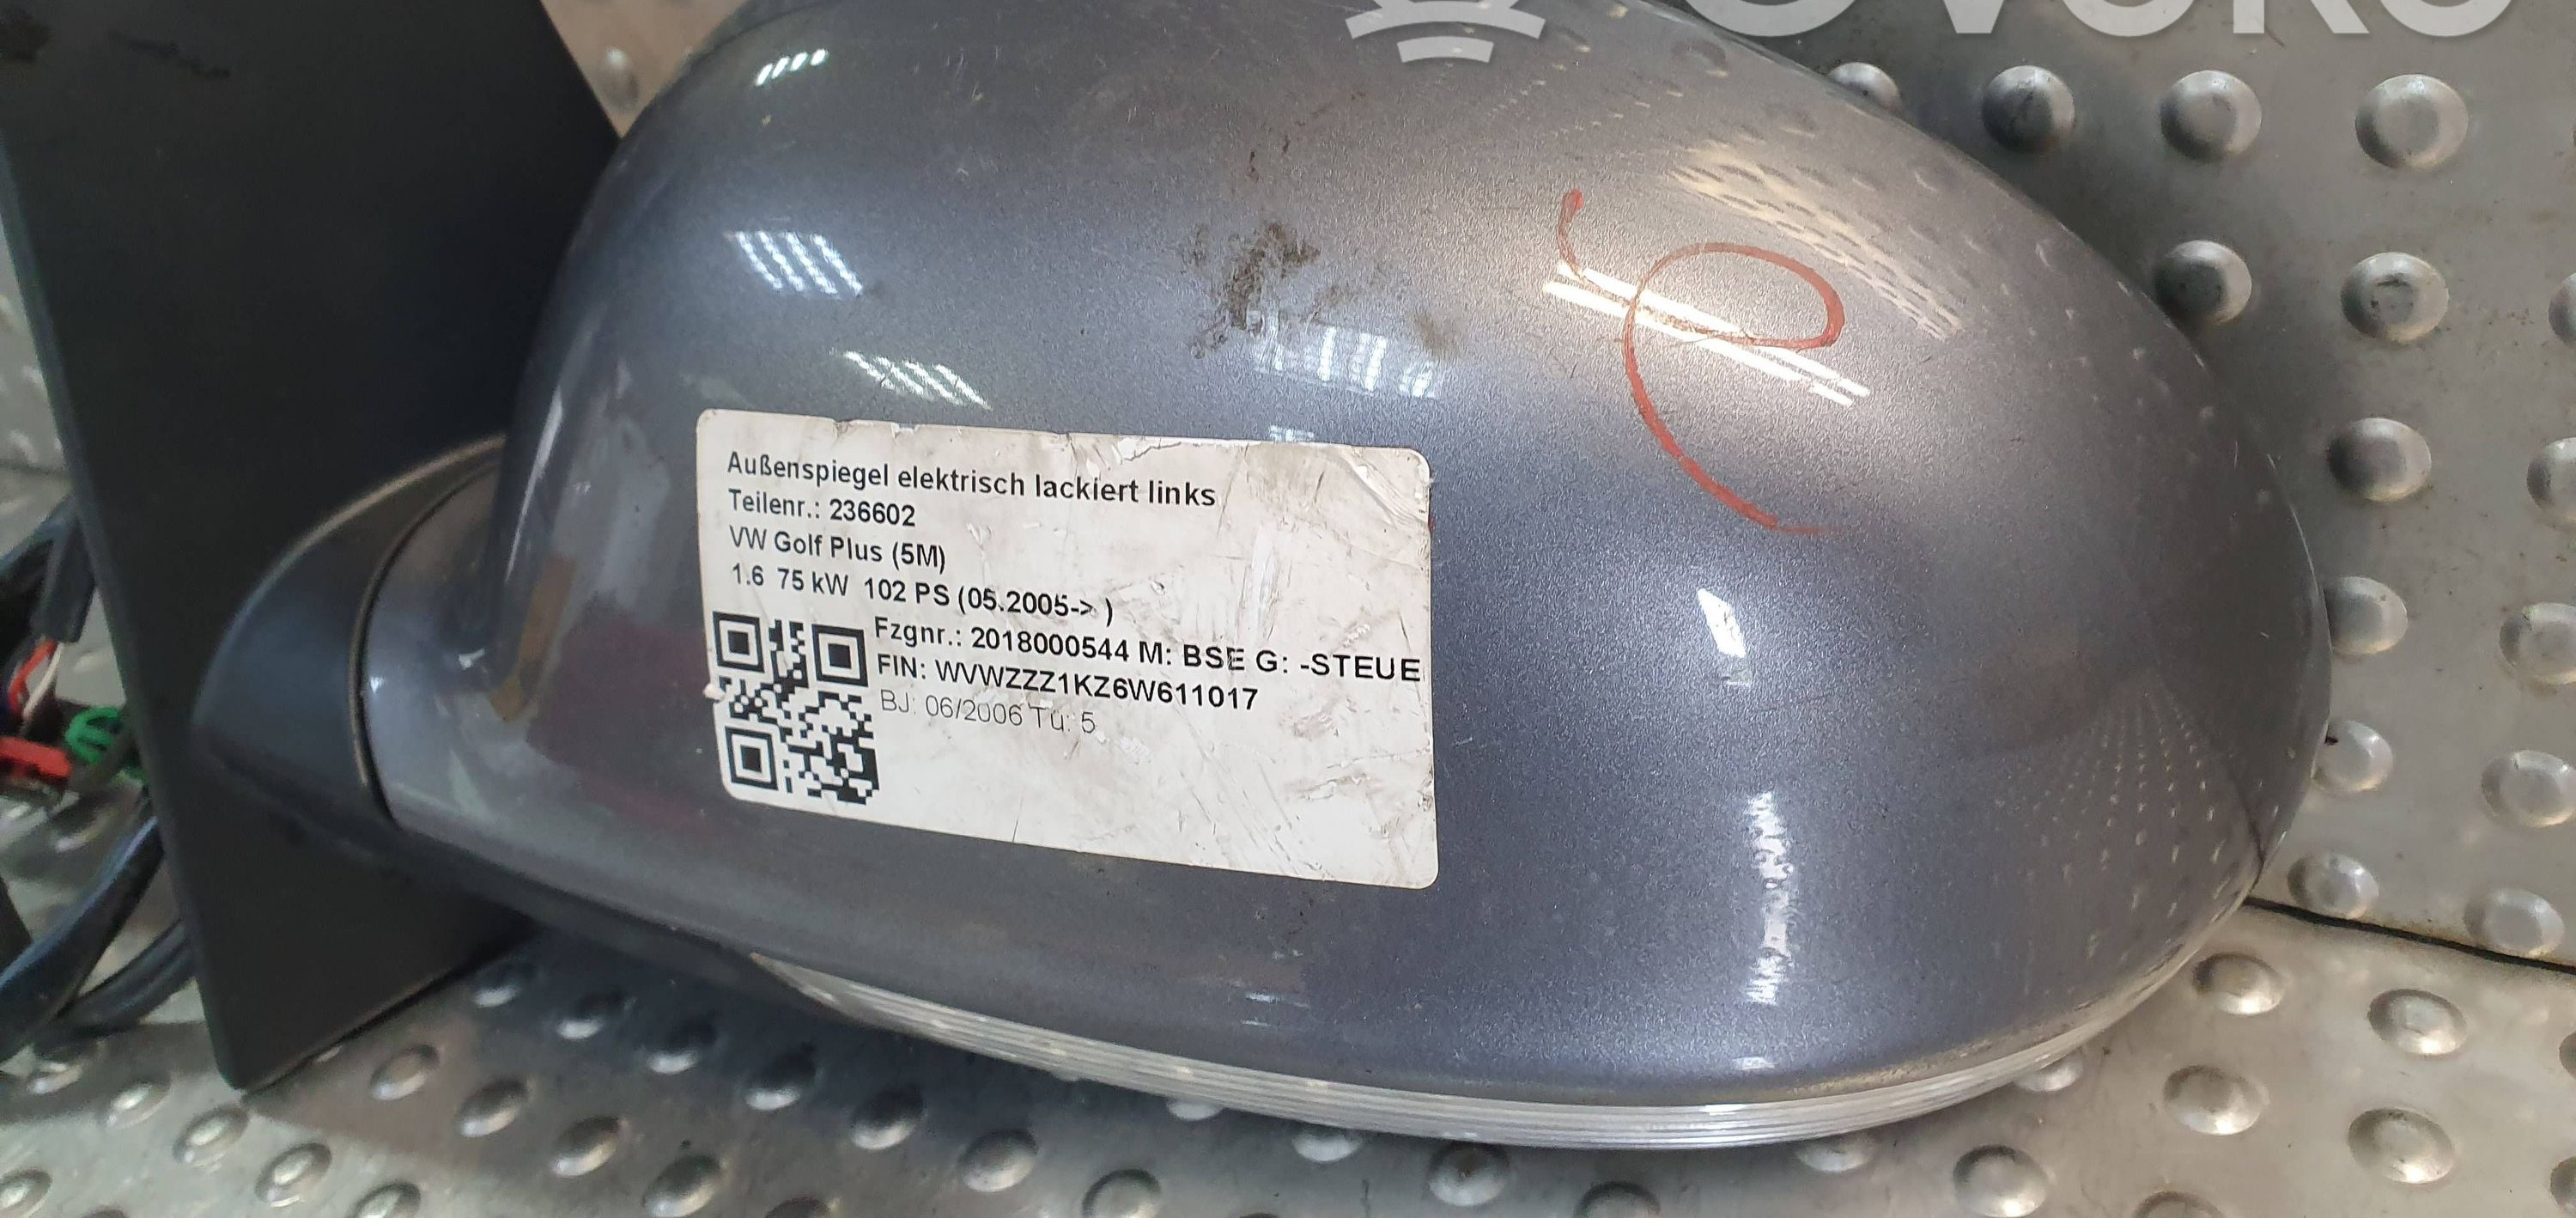 Außenspiegel elektrisch lackiert links
Teilenr.: 236602
VW Golf Plus (5M)
1.6 75 kW 102 PS (05.2005-> )
Fzgnr.: 2018000544 M: BSE G: -STEUE
FIN: WVWZZZ1KZ6W611017
BJ: 06/2006 Tü: 5